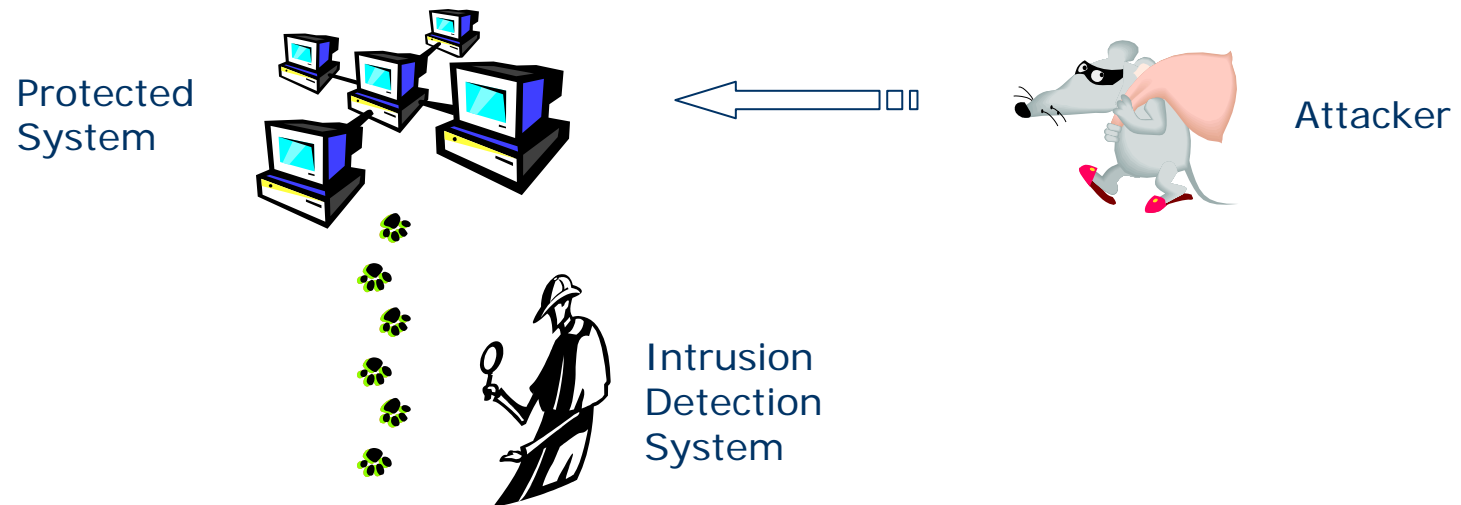 Protected
System
Attacker
Intrusion
Detection
System